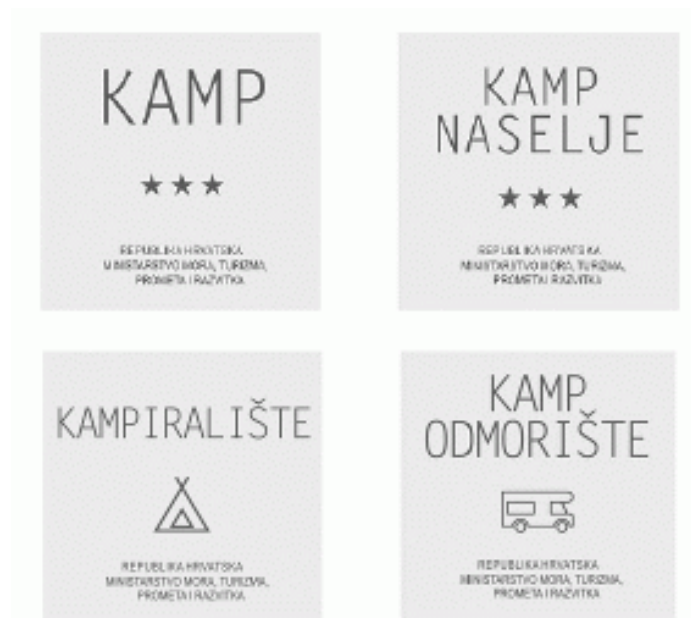 KAMP
★★★
REPUBLIKA HRVATSKA
MINISTARSTVO MORA, TURIZMA,
PROMETA I RAZVITKA
KAMP
NASELJE
★★★
REPUBLIKA HRVATSKA
MINISTARSTVO MORA, TURIZMA,
PROMETA I RAZVITKA
KAMPIRALIŠTE
REPUBLIKA HRVATSKA
MINISTARSTVO MORA, TURIZMA,
PROMETA I RAZVITKA
KAMP
ODMORIŠTE
REPUBLIKA HRVATSKA
MINISTARSTVO MORA, TURIZMA,
PROMETA I RAZVITKA